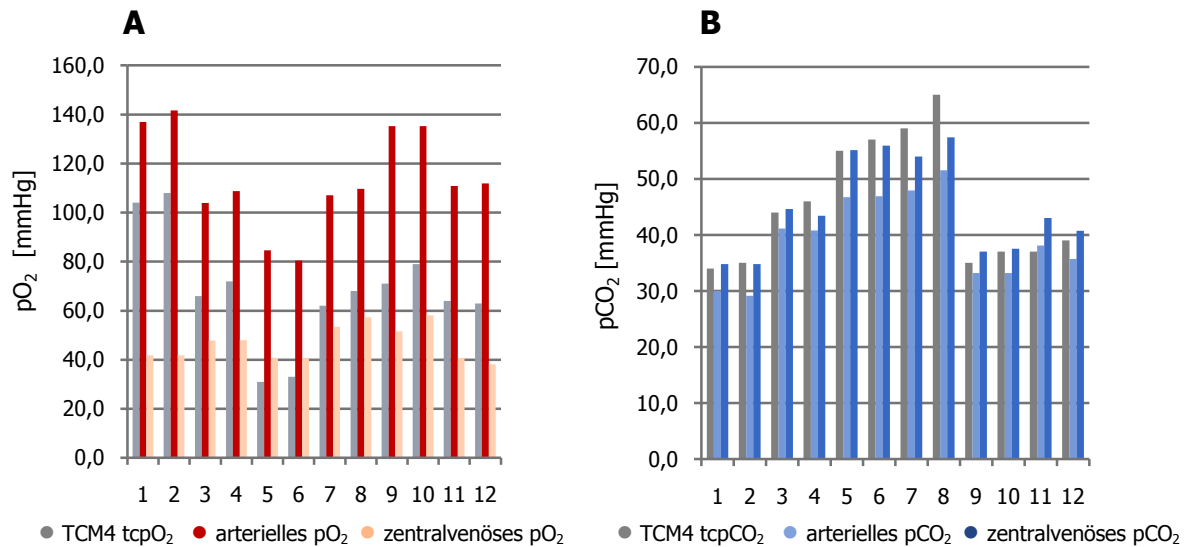 A
pO₂ [mmHg]
160,0
140,0
120,0
100,0
80,0
60,0
40,0
20,0
0,0
1 2 3 4 5 6 7 8 9 10 11 12
TCM4 tcpO₂ arterielles pO₂ zentralvenöses pO₂
B
pCO₂ [mmHg]
70,0
60,0
50,0
40,0
30,0
20,0
10,0
0,0
1 2 3 4 5 6 7 8 9 10 11 12
TCM4 tcpCO₂ arterielles pCO₂ zentralvenöses pCO₂